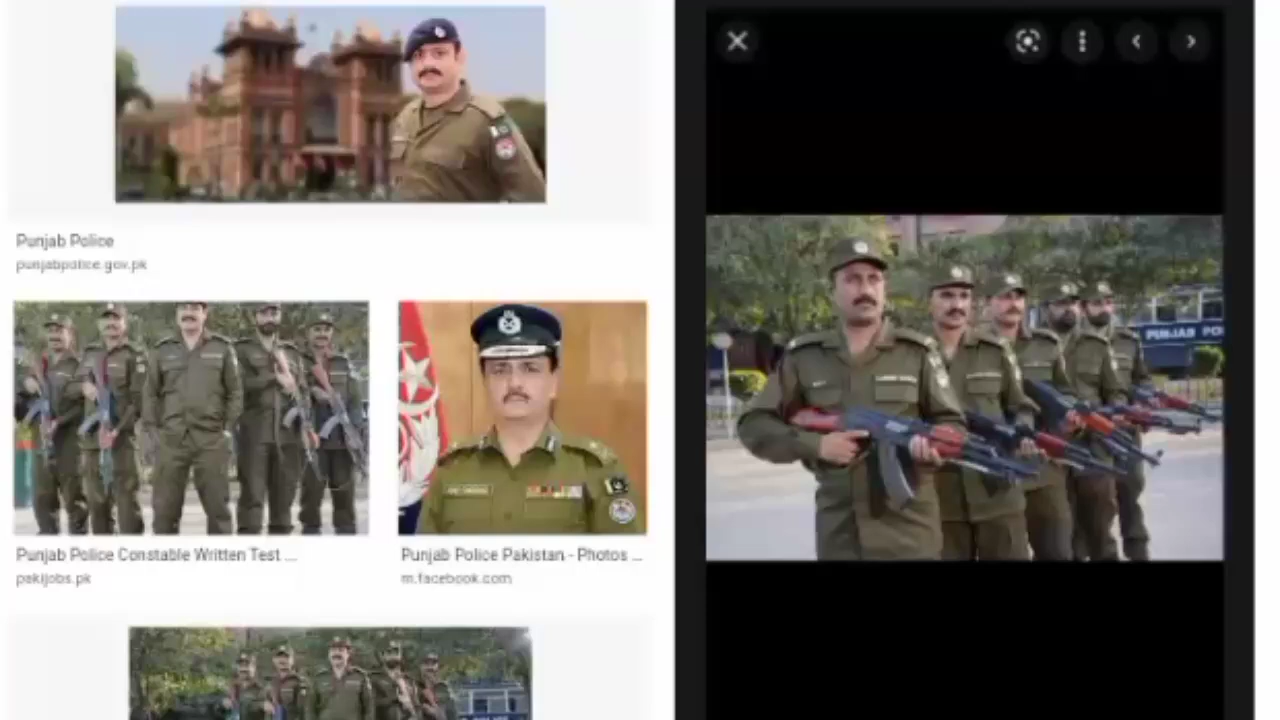 Punjab Police
punjabpolice.gov.pk
Punjab Police Constable Written Test ...
pakijobs.pk
Punjab Police Pakistan - Photos ...
m.facebook.com
PUNJAB PO